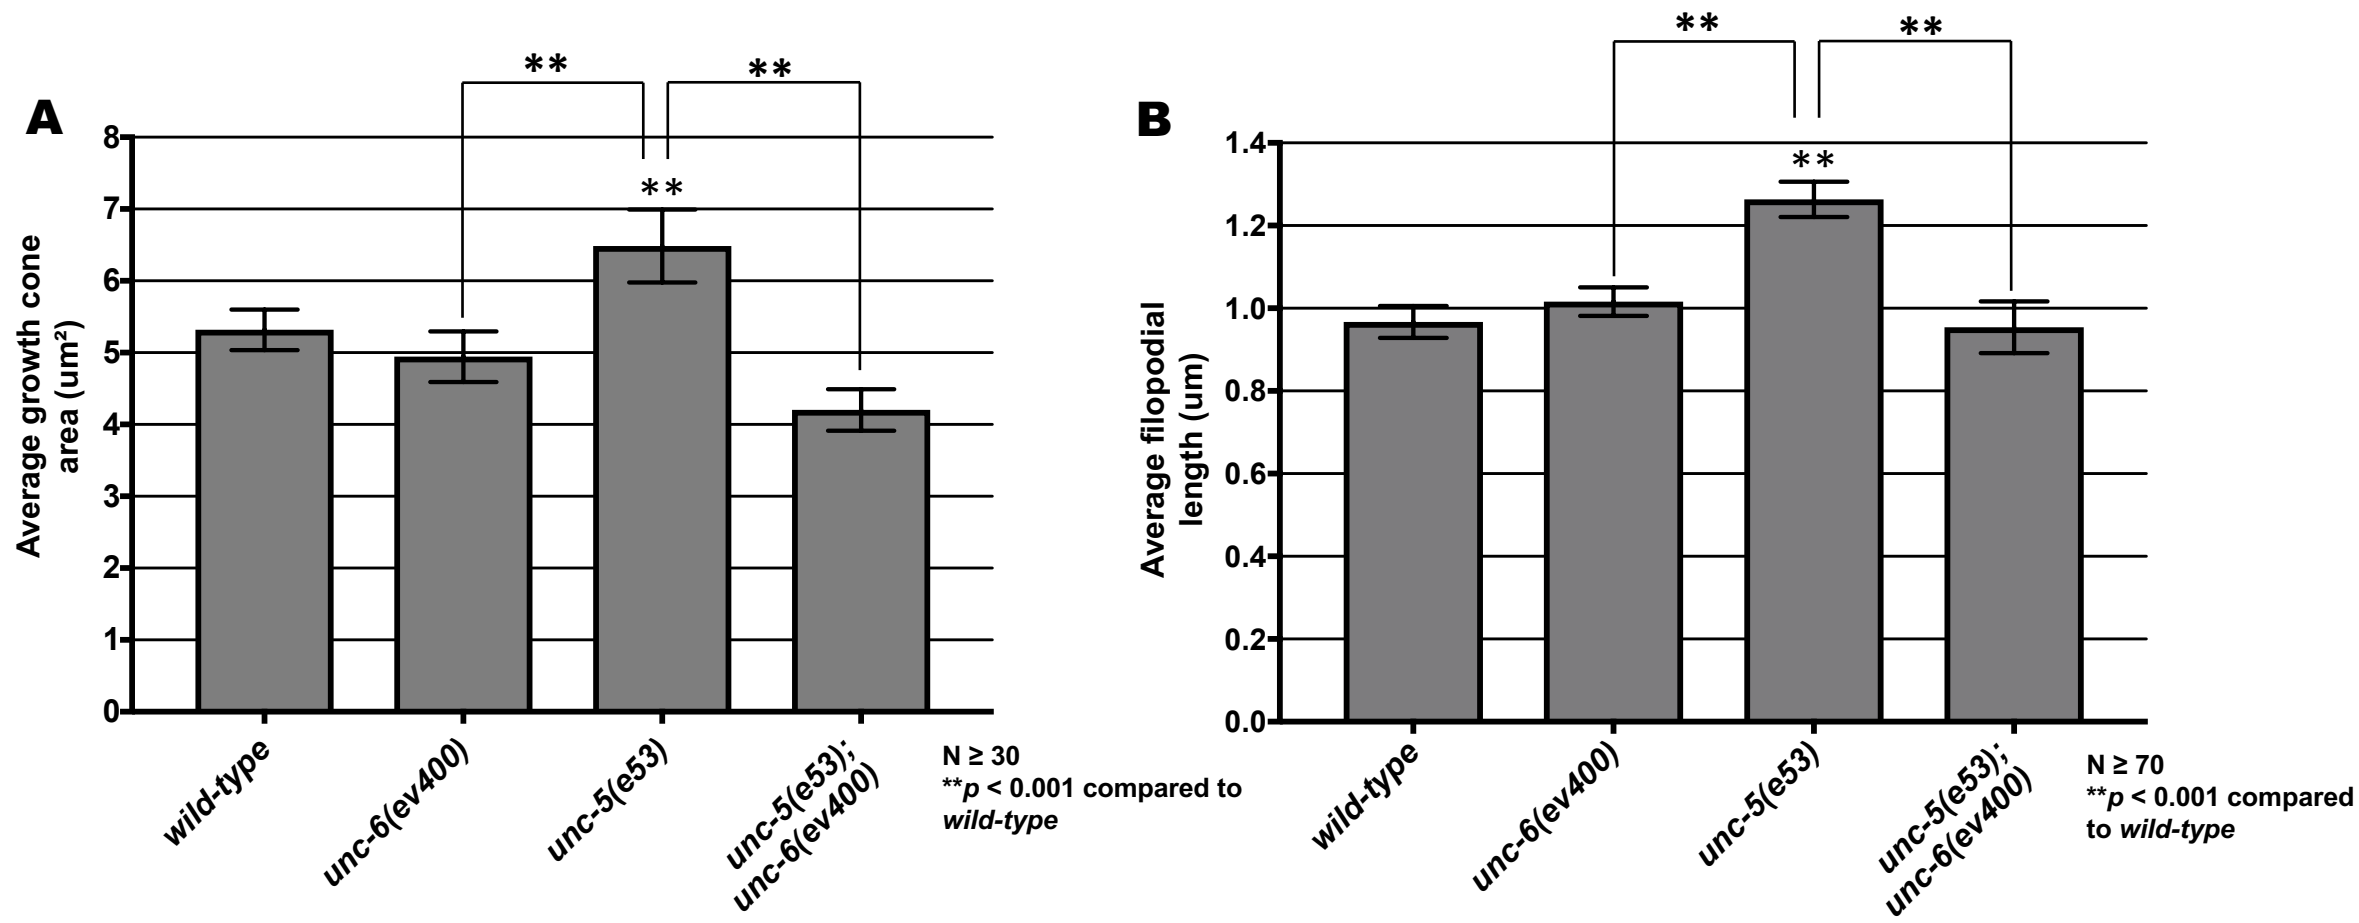 A
**
**
**
8
7
6
5
4
3
2
1
0
Average growth cone
area (um²)
wild-type
unc-6(ev400)
unc-5(e53)
unc-5(e53);
unc-6(ev400)
N ≥ 30
**p < 0.001 compared to
wild-type
B
**
**
**
1.4
1.2
1.0
0.8
0.6
0.4
0.2
0.0
Average filopodial
length (um)
wild-type
unc-6(ev400)
unc-5(e53)
unc-5(e53);
unc-6(ev400)
N ≥ 70
**p < 0.001 compared
to wild-type